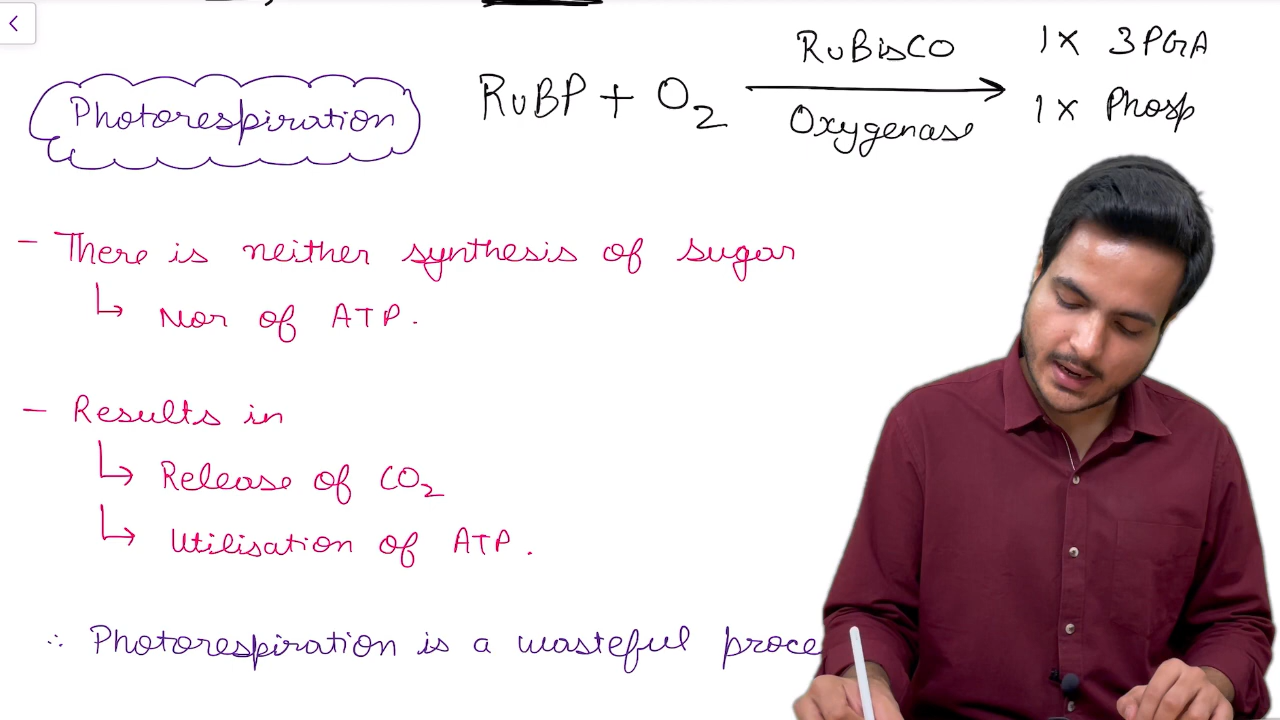 RuBP + O2
RuBisCO
Oxygenase
1x 3PGA
1x Phosp
Photorespiration
- There is neither synthesis of sugar
↳ Nor of ATP.
- Results in
↳ Release of CO2
↳ Utilisation of ATP.
∴ Photorespiration is a wasteful proce